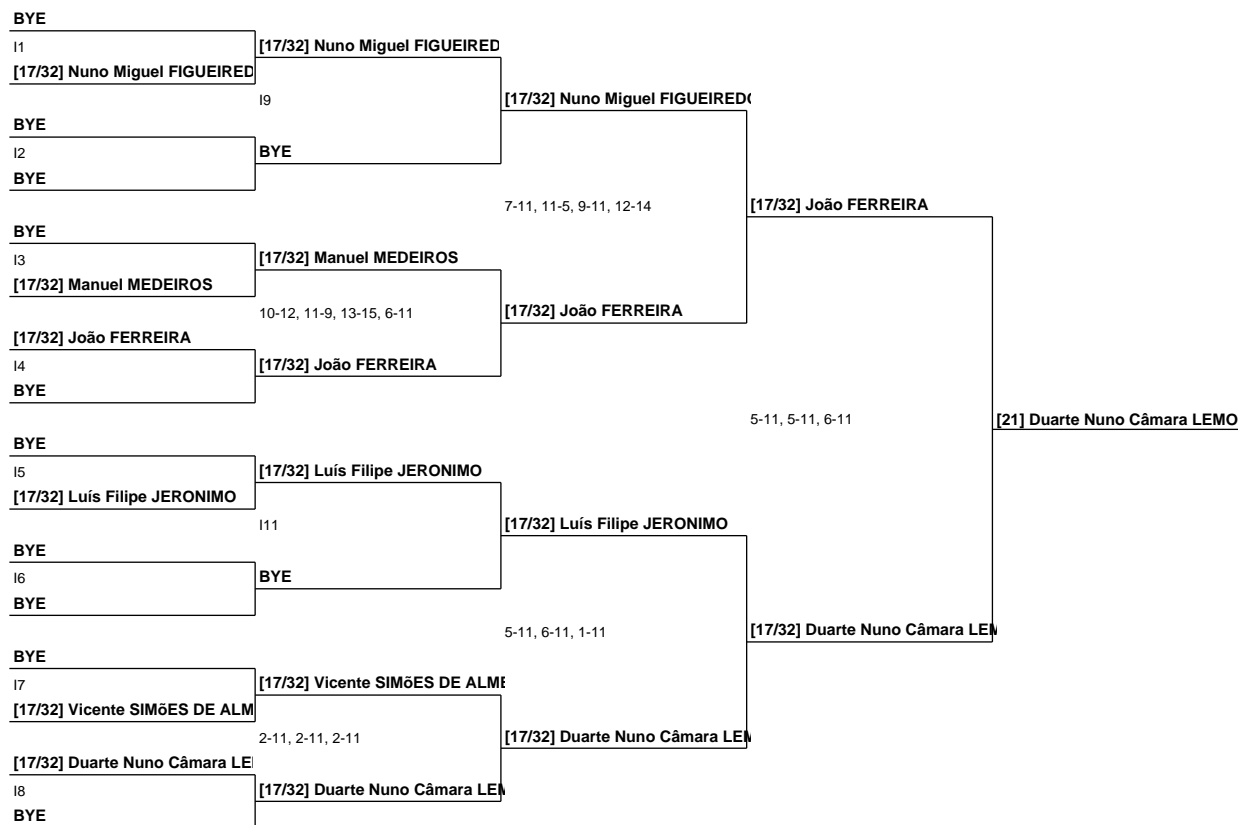 BYE
I1
[17/32] Nuno Miguel FIGUEIRED
[17/32] Nuno Miguel FIGUEIRED
I9
[17/32] Nuno Miguel FIGUEIREDO
BYE
I2
BYE
BYE
7-11, 11-5, 9-11, 12-14
[17/32] João FERREIRA
BYE
I3
[17/32] Manuel MEDEIROS
[17/32] Manuel MEDEIROS
10-12, 11-9, 13-15, 6-11
[17/32] João FERREIRA
[17/32] João FERREIRA
I4
BYE
[17/32] João FERREIRA
5-11, 5-11, 6-11
[21] Duarte Nuno Câmara LEMO
BYE
I5
[17/32] Luís Filipe JERONIMO
[17/32] Luís Filipe JERONIMO
I11
[17/32] Luís Filipe JERONIMO
BYE
I6
BYE
BYE
5-11, 6-11, 1-11
[17/32] Duarte Nuno Câmara LEM
BYE
I7
[17/32] Vicente SIMõES DE ALM
[17/32] Vicente SIMõES DE ALME
2-11, 2-11, 2-11
[17/32] Duarte Nuno Câmara LEM
[17/32] Duarte Nuno Câmara LE
I8
BYE
[17/32] Duarte Nuno Câmara LEM